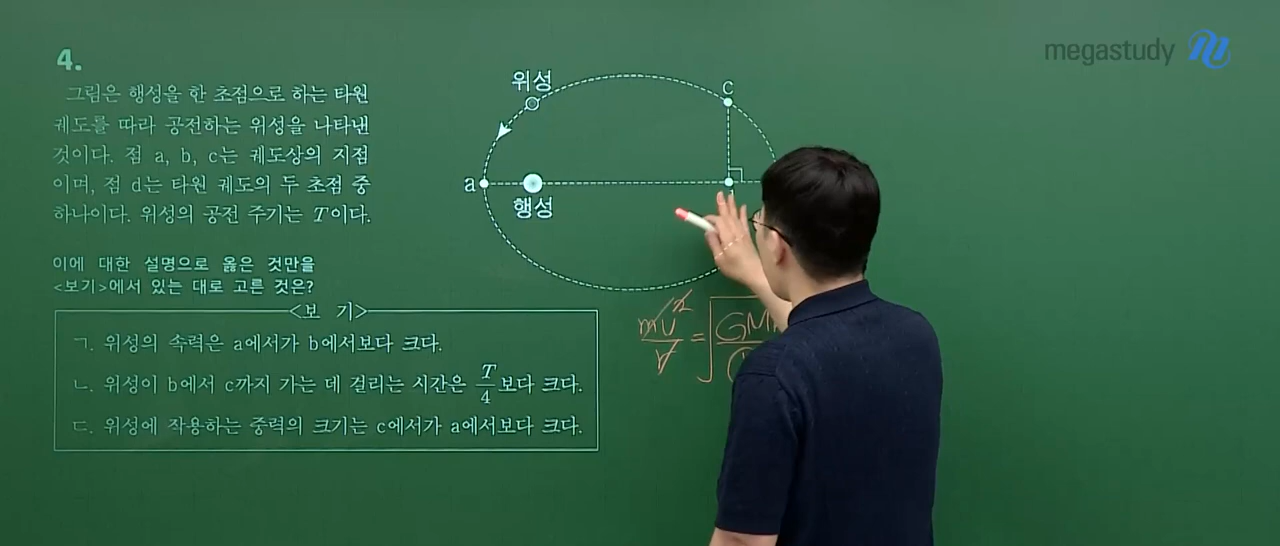 megastudy
4.
그림은 행성을 한 초점으로 하는 타원
궤도를 따라 공전하는 위성을 나타낸
것이다. 점 a, b, c는 궤도상의 지점
이며, 점 d는 타원 궤도의 두 초점 중
하나이다. 위성의 공전 주기는 T이다.
이에 대한 설명으로 옳은 것만을
<보기>에서 있는 대로 고른 것은?
<보 기>
ㄱ. 위성의 속력은 a에서가 b에서보다 크다.
ㄴ. 위성이 b에서 c까지 가는 데 걸리는 시간은 T/4보다 크다.
ㄷ. 위성에 작용하는 중력의 크기는 c에서가 a에서보다 크다.
위성
c
a
행성